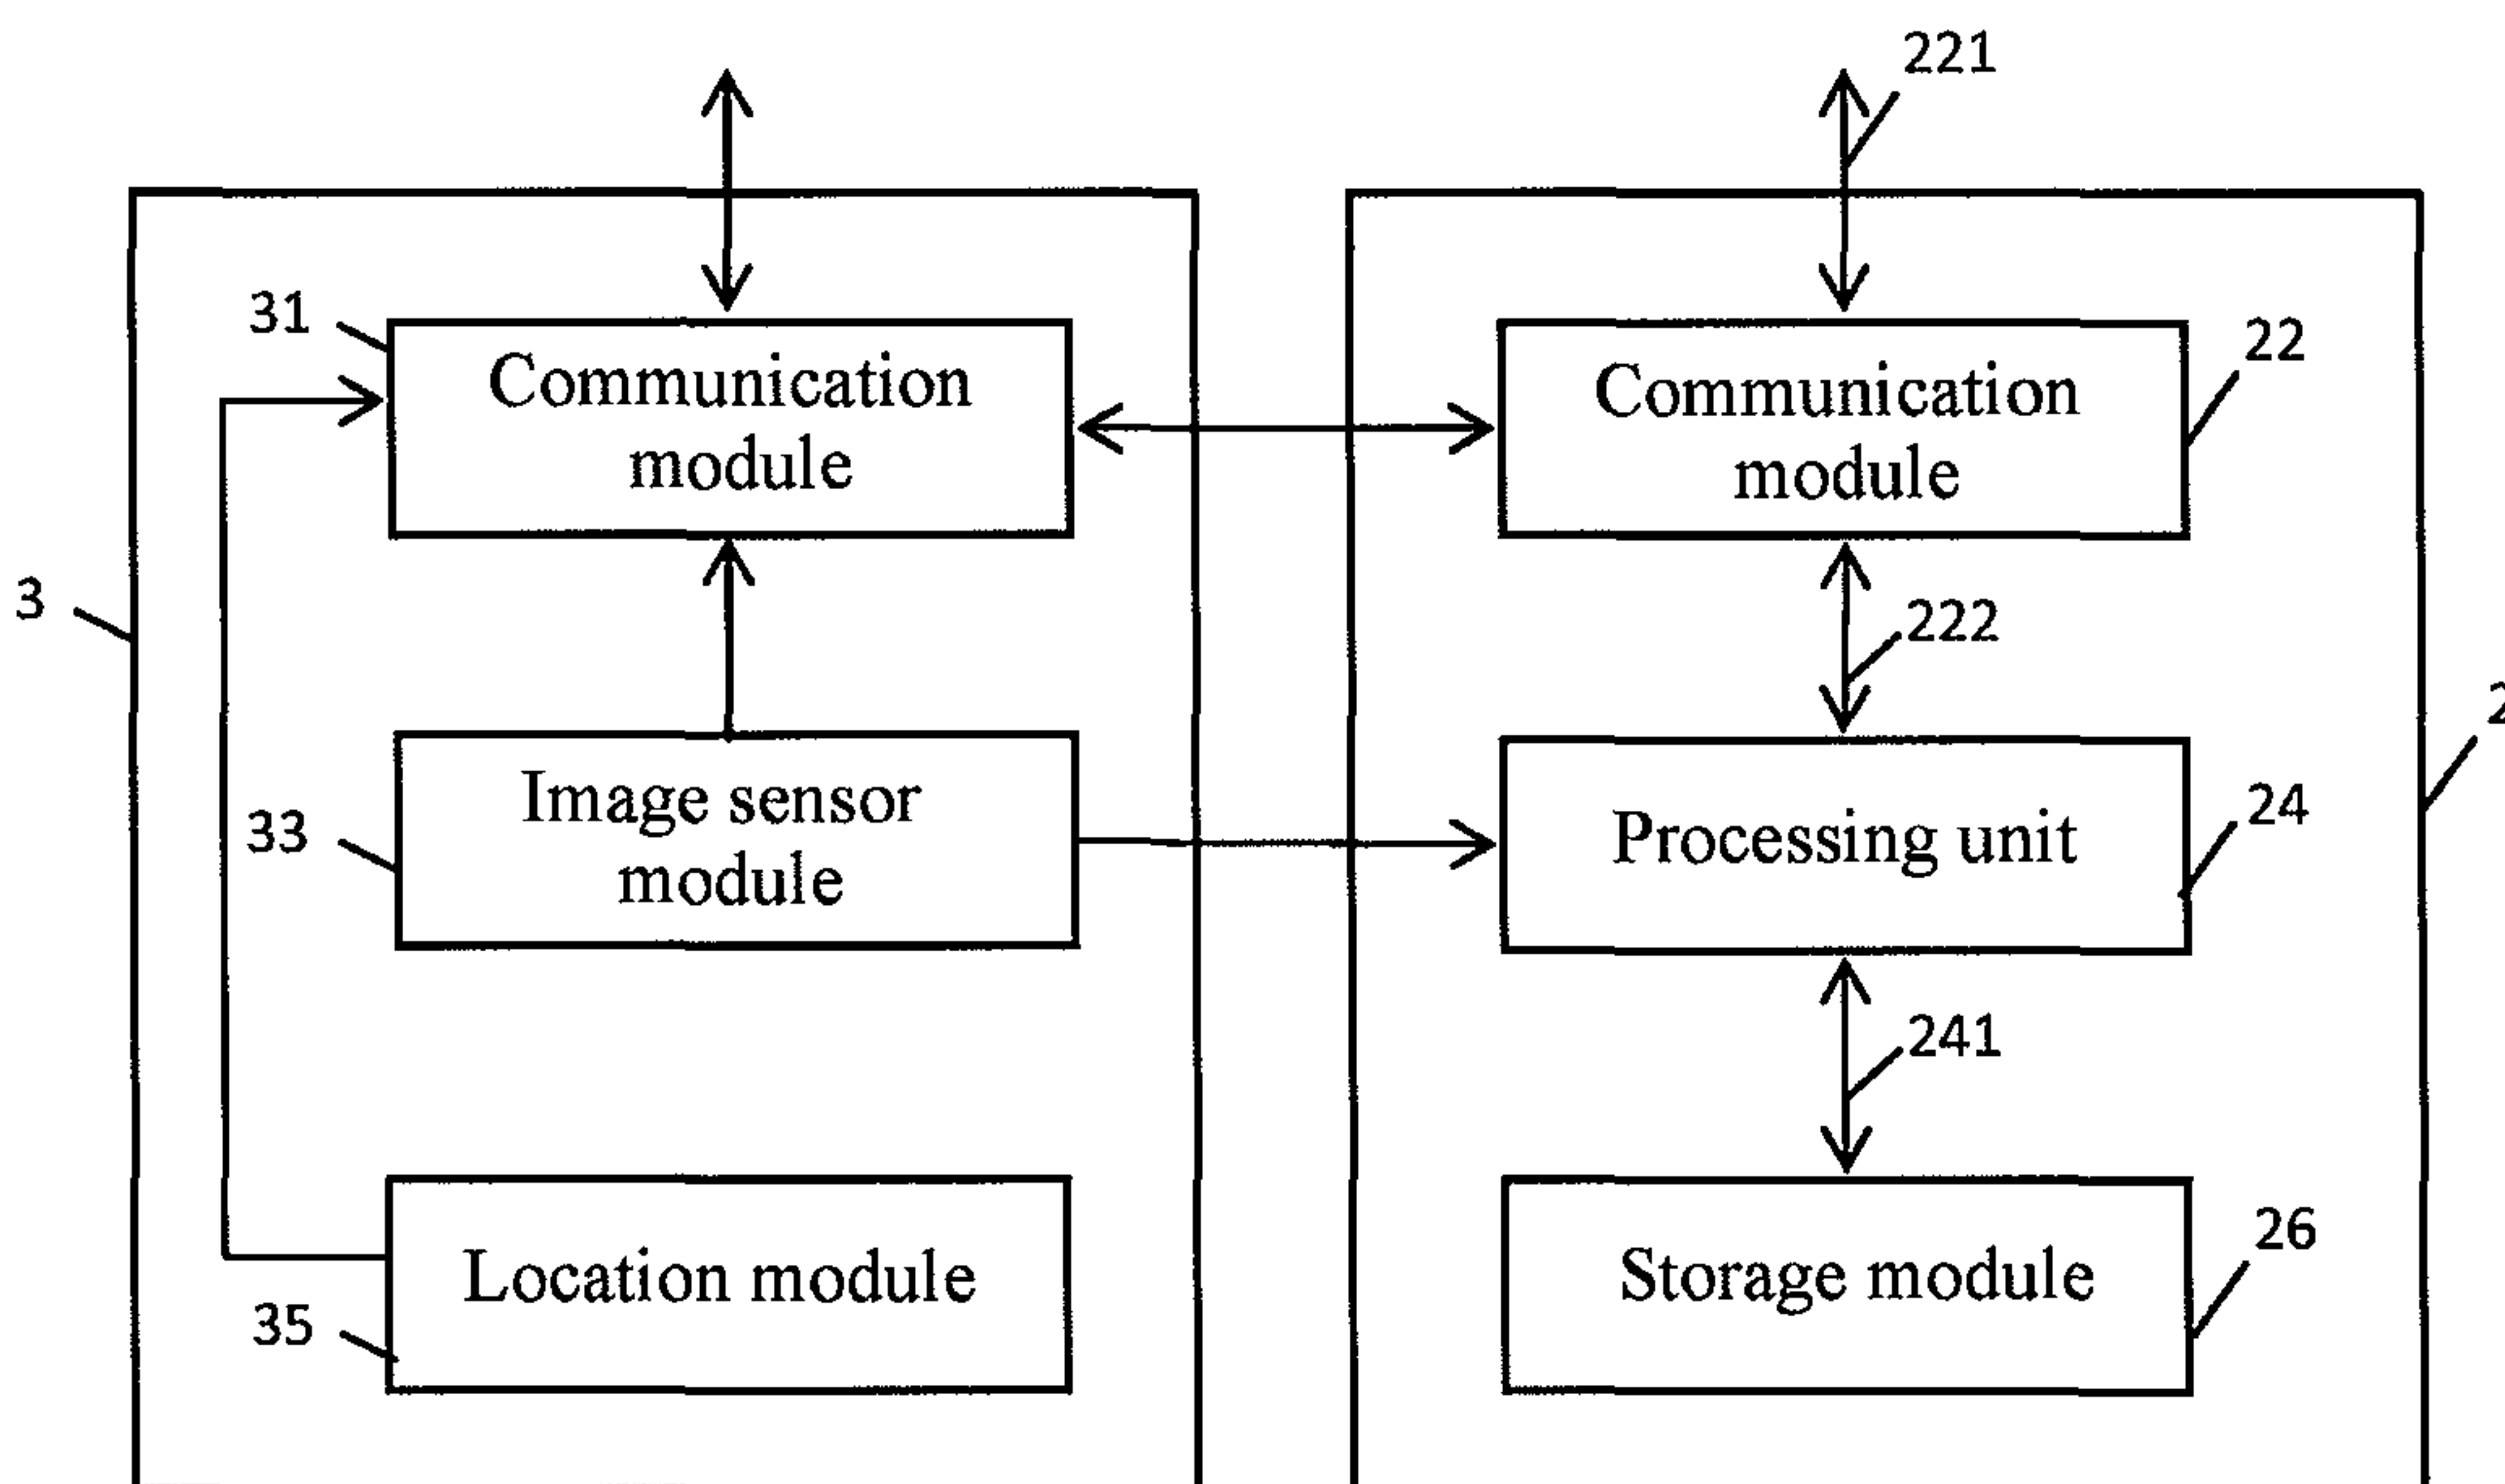 221
31
Communication
module
Communication
module
22
3
222
2
Image sensor
module
33
Processing unit
24
241
Location module
35
Storage module
26